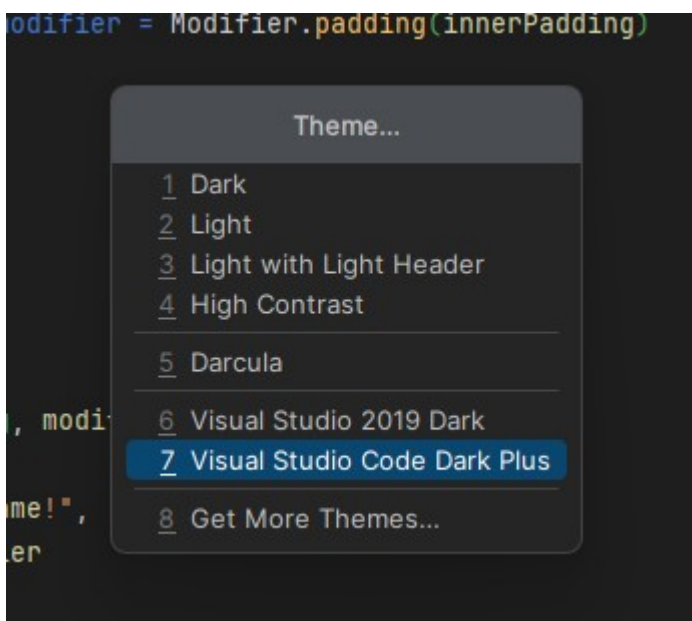 odifier = Modifier.padding(innerPadding)
Theme...
1 Dark
2 Light
3 Light with Light Header
4 High Contrast
5 Darcula
, modi
6 Visual Studio 2019 Dark
7 Visual Studio Code Dark Plus
me!",
8 Get More Themes...
er